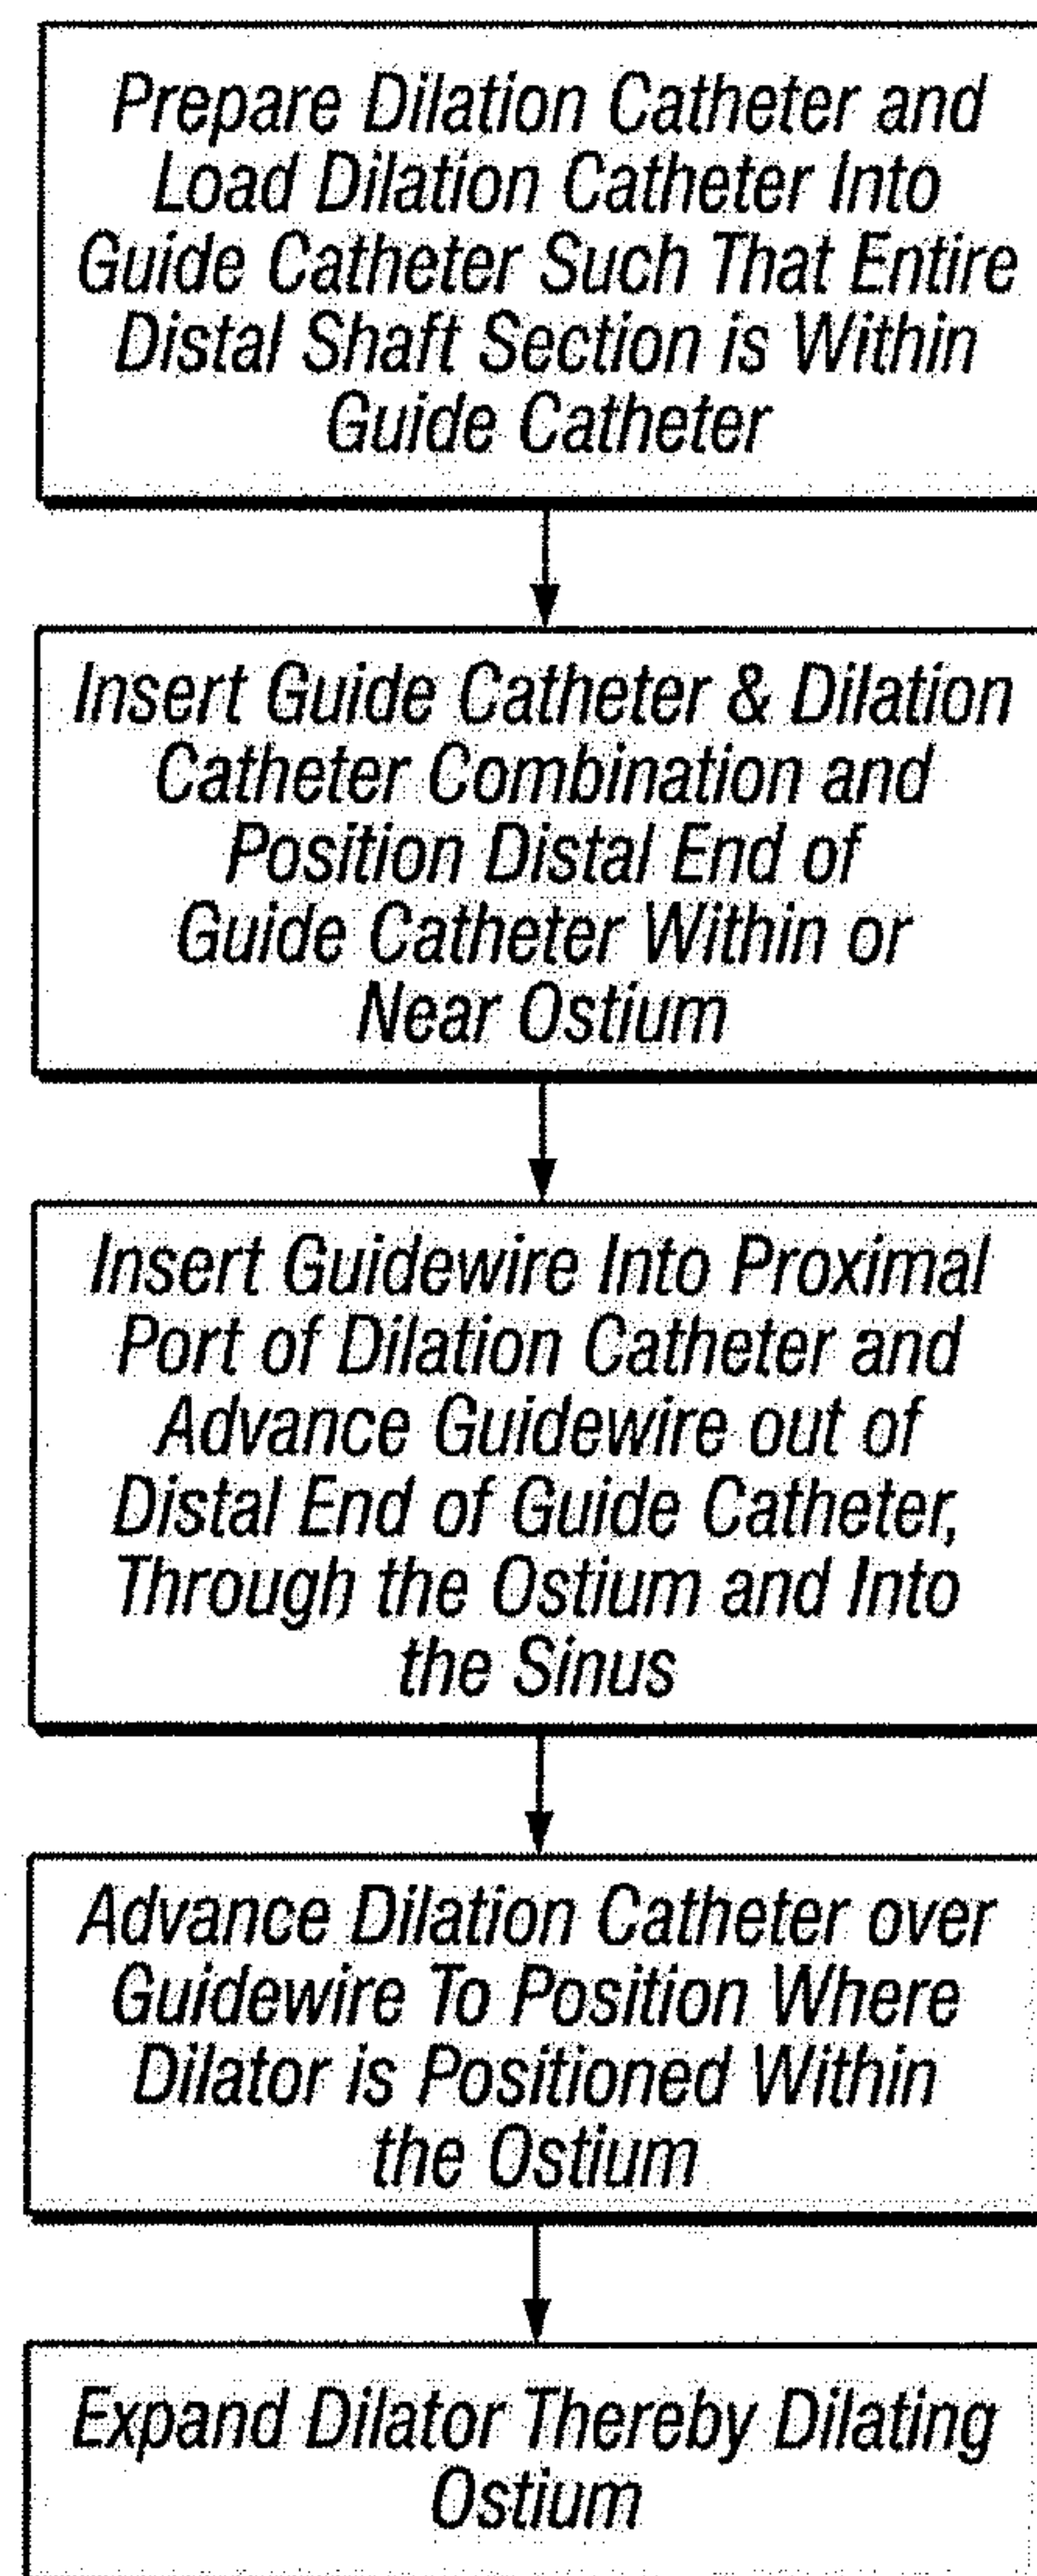 Prepare Dilation Catheter and
Load Dilation Catheter Into
Guide Catheter Such That Entire
Distal Shaft Section is Within
Guide Catheter
Insert Guide Catheter & Dilation
Catheter Combination and
Position Distal End of
Guide Catheter Within or
Near Ostium
Insert Guidewire Into Proximal
Port of Dilation Catheter and
Advance Guidewire out of
Distal End of Guide Catheter,
Through the Ostium and Into
the Sinus
Advance Dilation Catheter over
Guidewire To Position Where
Dilator is Positioned Within
the Ostium
Expand Dilator Thereby Dilating
Ostium